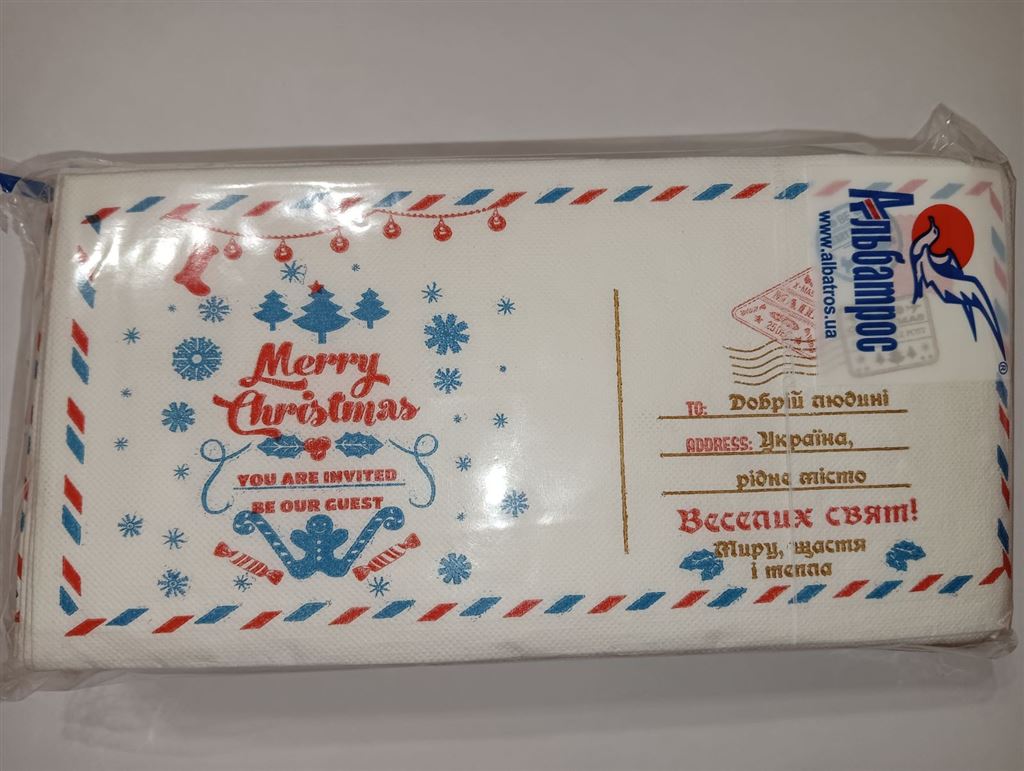 Merry
Christmas
YOU ARE INVITED
BE OUR GUEST
Альбатрос
www.albatros.ua
®
X-MAS
TO: Добрій людині
ADDRESS: Україна,
рідне місто
Веселих свят!
Миру, щастя
і тепла